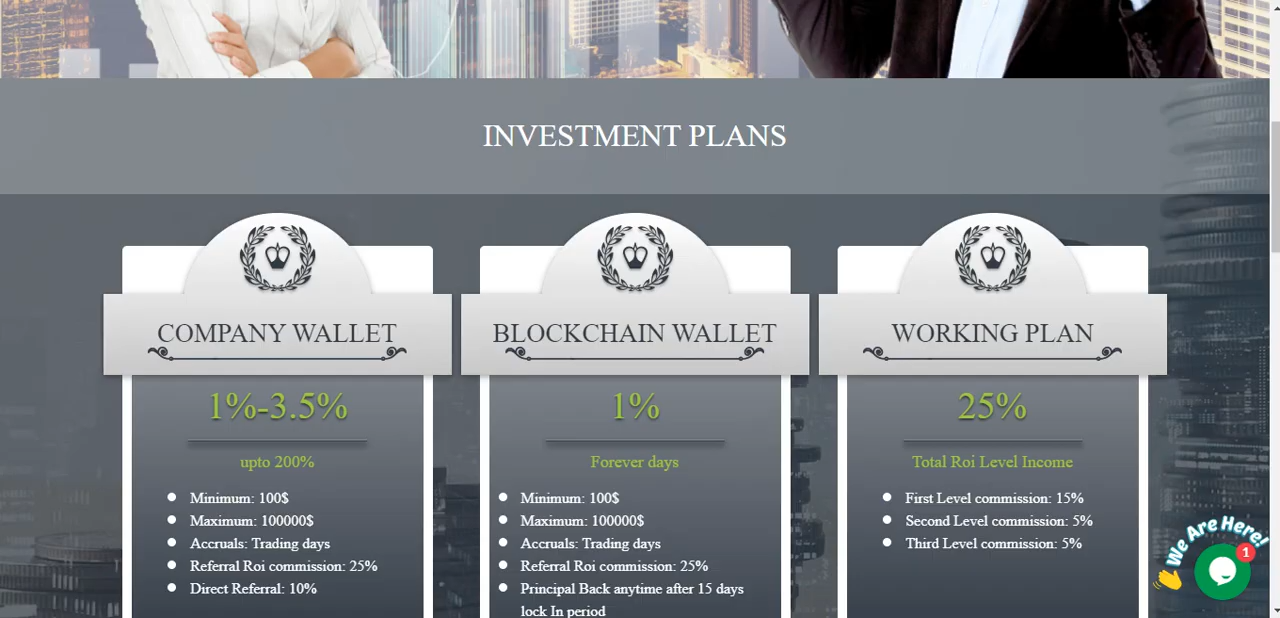 INVESTMENT PLANS
COMPANY WALLET
1%-3.5%
upto 200%
Minimum: 100$
Maximum: 100000$
Accruals: Trading days
Referral Roi commission: 25%
Direct Referral: 10%
BLOCKCHAIN WALLET
1%
Forever days
Minimum: 100$
Maximum: 100000$
Accruals: Trading days
Referral Roi commission: 25%
Principal Back anytime after 15 days
lock In period
WORKING PLAN
25%
Total Roi Level Income
First Level commission: 15%
Second Level commission: 5%
Third Level commission: 5%
We Are Here!
1